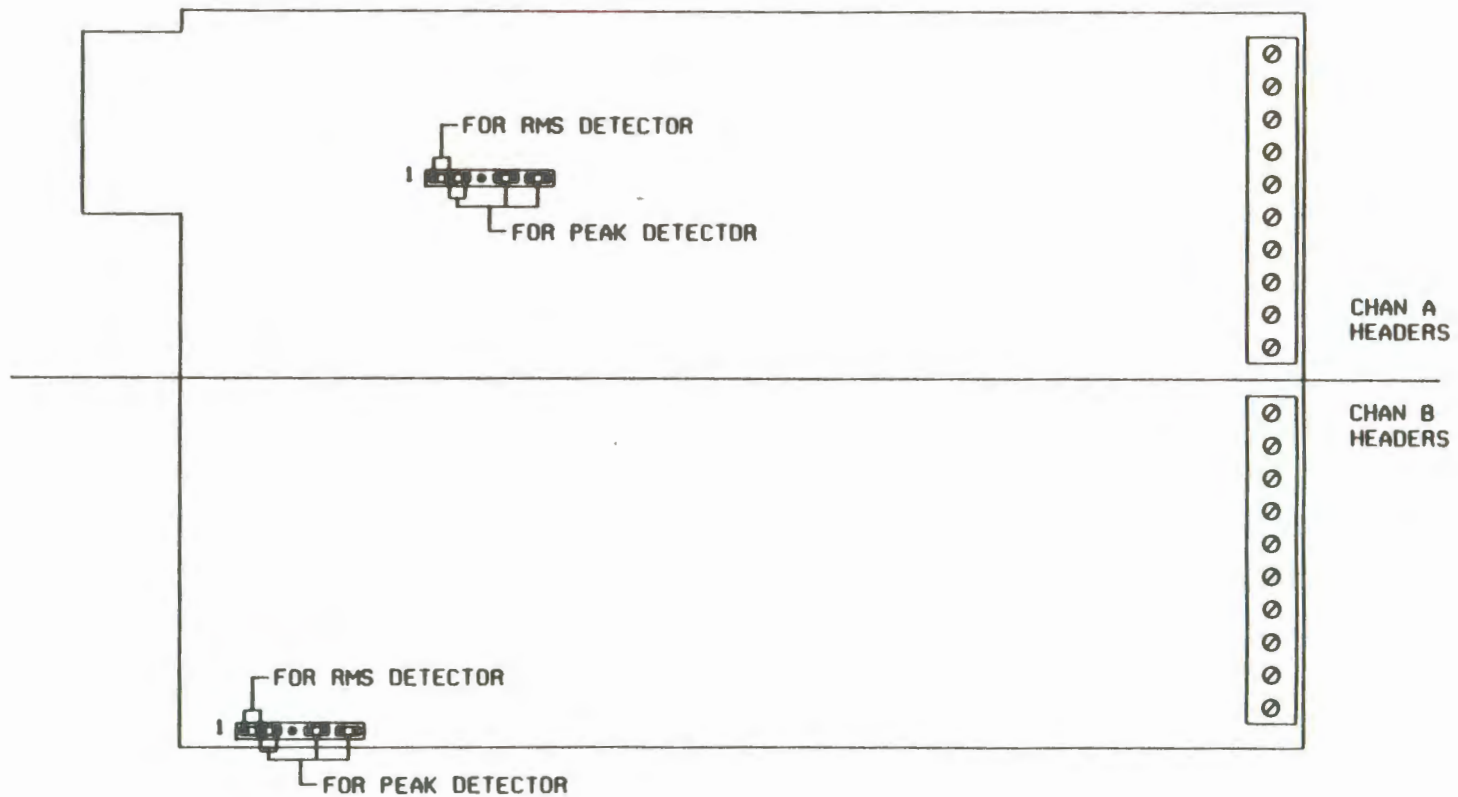 FOR RMS DETECTOR
1
FOR PEAK DETECTOR
CHAN A
HEADERS
CHAN B
HEADERS
FOR RMS DETECTOR
1
FOR PEAK DETECTOR